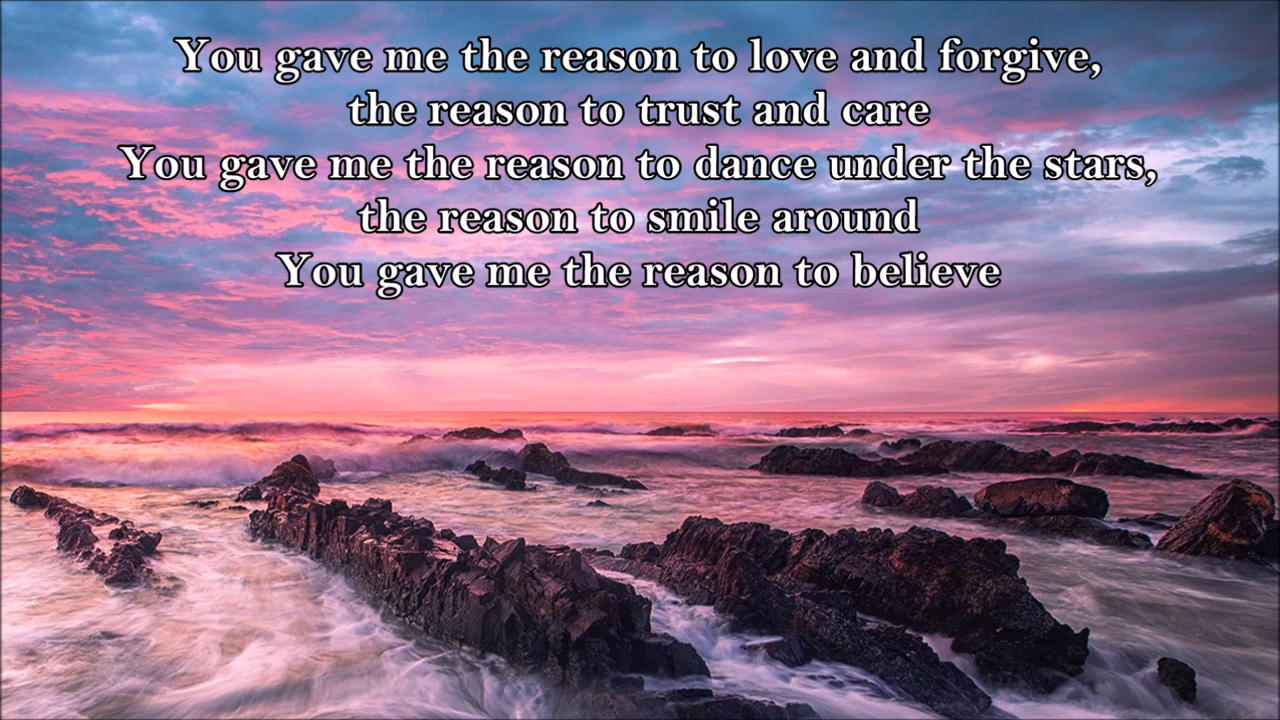 You gave me the reason to love and forgive,
the reason to trust and care
You gave me the reason to dance under the stars,
the reason to smile around
You gave me the reason to believe